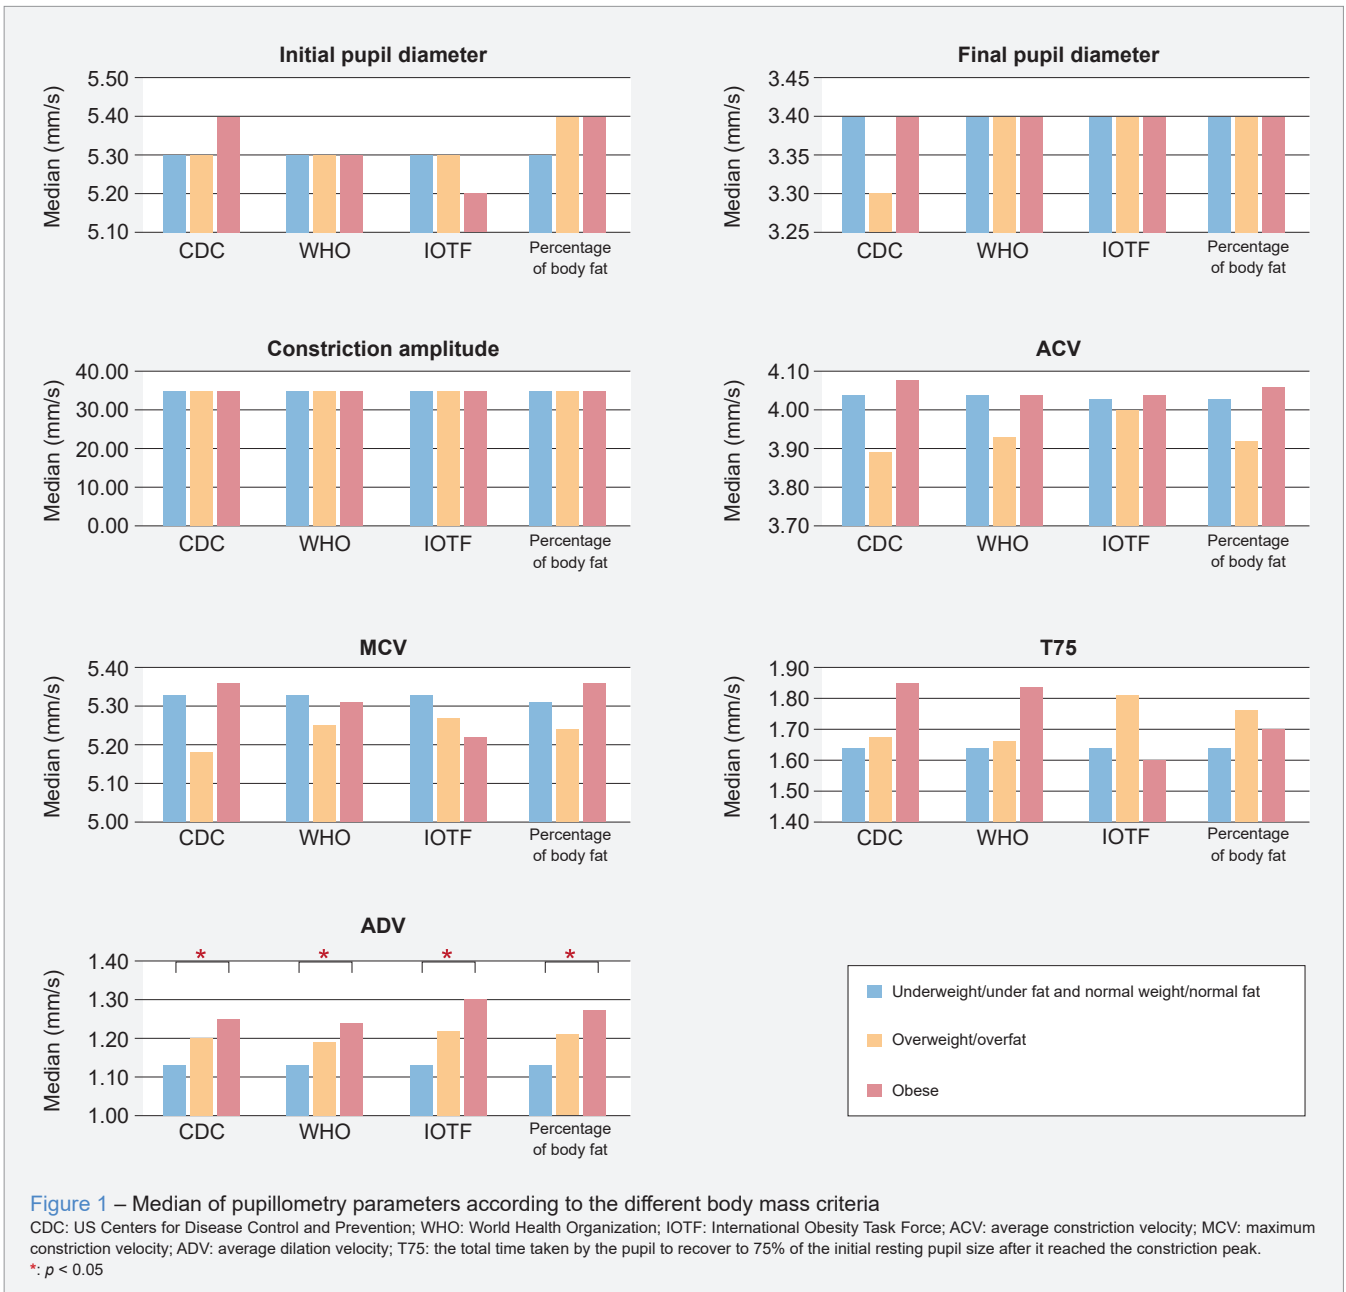 Initial pupil diameter
Median (mm/s)
5.50
5.40
5.30
5.20
5.10
CDC
WHO
IOTF
Percentage
of body fat
Final pupil diameter
Median (mm/s)
3.45
3.40
3.35
3.30
3.25
CDC
WHO
IOTF
Percentage
of body fat
Constriction amplitude
Median (mm/s)
40.00
30.00
20.00
10.00
0.00
CDC
WHO
IOTF
Percentage
of body fat
ACV
Median (mm/s)
4.10
4.00
3.90
3.80
3.70
CDC
WHO
IOTF
Percentage
of body fat
MCV
Median (mm/s)
5.40
5.30
5.20
5.10
5.00
CDC
WHO
IOTF
Percentage
of body fat
T75
Median (mm/s)
1.90
1.80
1.70
1.60
1.50
1.40
CDC
WHO
IOTF
Percentage
of body fat
ADV
Median (mm/s)
1.40
1.30
1.20
1.10
1.00
* * * *
CDC
WHO
IOTF
Percentage
of body fat
Underweight/under fat and normal weight/normal fat
Overweight/overfat
Obese
Figure 1 – Median of pupillometry parameters according to the different body mass criteria
CDC: US Centers for Disease Control and Prevention; WHO: World Health Organization; IOTF: International Obesity Task Force; ACV: average constriction velocity; MCV: maximum
constriction velocity; ADV: average dilation velocity; T75: the total time taken by the pupil to recover to 75% of the initial resting pupil size after it reached the constriction peak.
*: p < 0.05